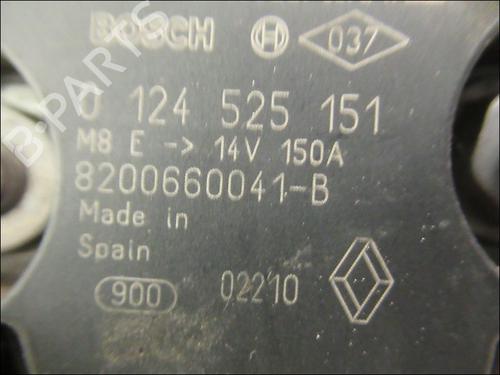 BOSCH 037
0 124 525 151
M8 E -> 14V 150A
8200660041-B
Made in
Spain
900 02210
B-PARTS